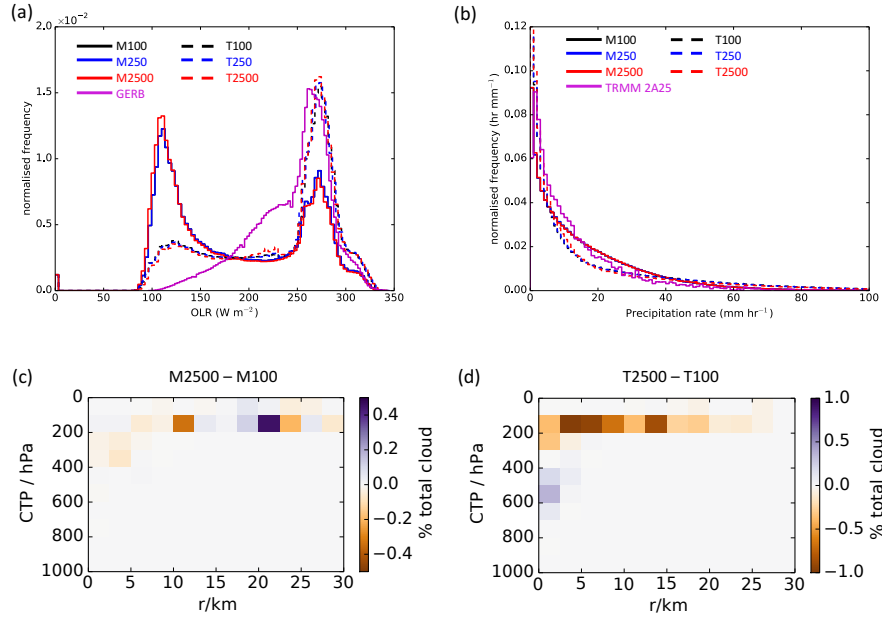 (a)
2.0 1e−2
1.5
1.0
0.5
0.0
normalised frequency
M100 T100
M250 T250
M2500 T2500
GERB
0 50 100 150 200 250 300 350
OLR (W m−2)
(b)
0.12
0.10
0.08
0.06
0.04
0.02
0.00
normalised frequency (hr mm−1)
M100 T100
M250 T250
M2500 T2500
TRMM 2A25
0 20 40 60 80 100
Precipitation rate (mm hr−1)
(c)
M2500 – M100
0
200
400
600
800
1000
CTP / hPa
0 5 10 15 20 25 30
r/km
0.4
0.2
0.0
−0.2
−0.4
% total cloud
(d)
T2500 – T100
0
200
400
600
800
1000
CTP / hPa
0 5 10 15 20 25 30
r/km
1.0
0.5
0.0
−0.5
−1.0
% total cloud